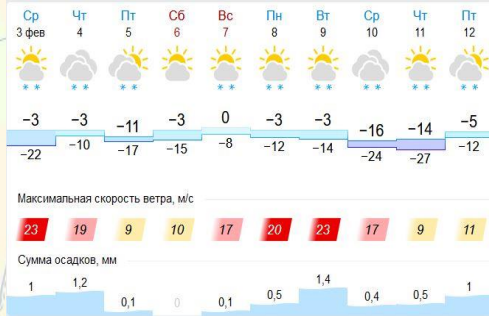 Ср Чт Пт Сб Вс Пн Вт Ср Чт Пт
3 фев 4 5 6 7 8 9 10 11 12
−3 −3 −11 −3 0 −3 −3 −16 −14 −5
−22 −10 −17 −15 −8 −12 −14 −24 −27 −12
Максимальная скорость ветра, м/с
23 19 9 10 17 20 23 17 9 11
Сумма осадков, мм
1 1,2 0,1 0 0,1 0,5 1,4 0,4 0,5 1